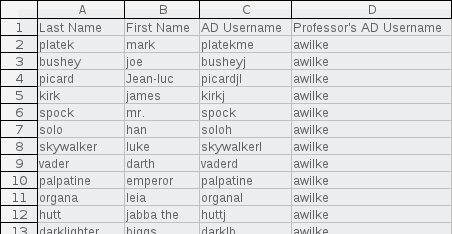 A B C D
1 Last Name First Name AD Username Professor's AD Username
2 platek mark platekme awilke
3 bushey joe busheyj awilke
4 picard Jean-luc picardjl awilke
5 kirk james kirkj awilke
6 spock mr. spock awilke
7 solo han soloh awilke
8 skywalker luke skywalkerl awilke
9 vader darth vaderd awilke
10 palpatine emperor palpatine awilke
11 organa leia organal awilke
12 hutt jabba the huttj awilke
13 darklighter biggs darklb awilke